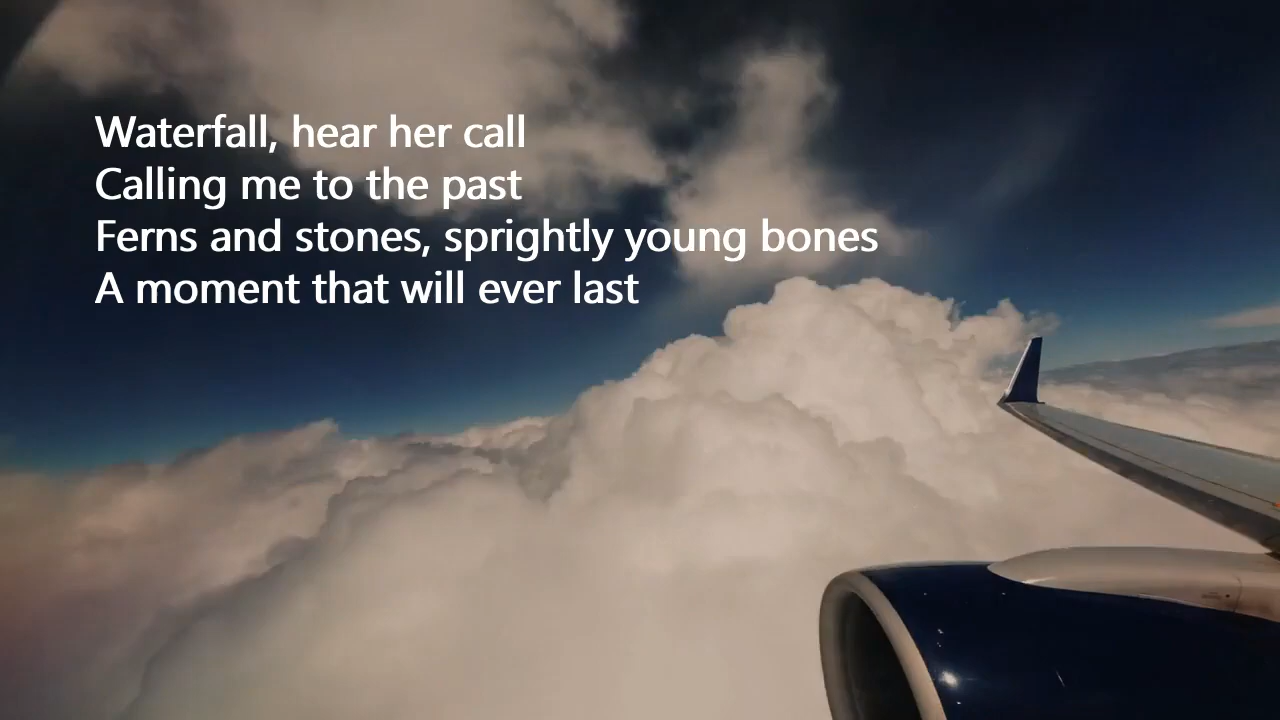 Waterfall, hear her call
Calling me to the past
Ferns and stones, sprightly young bones
A moment that will ever last